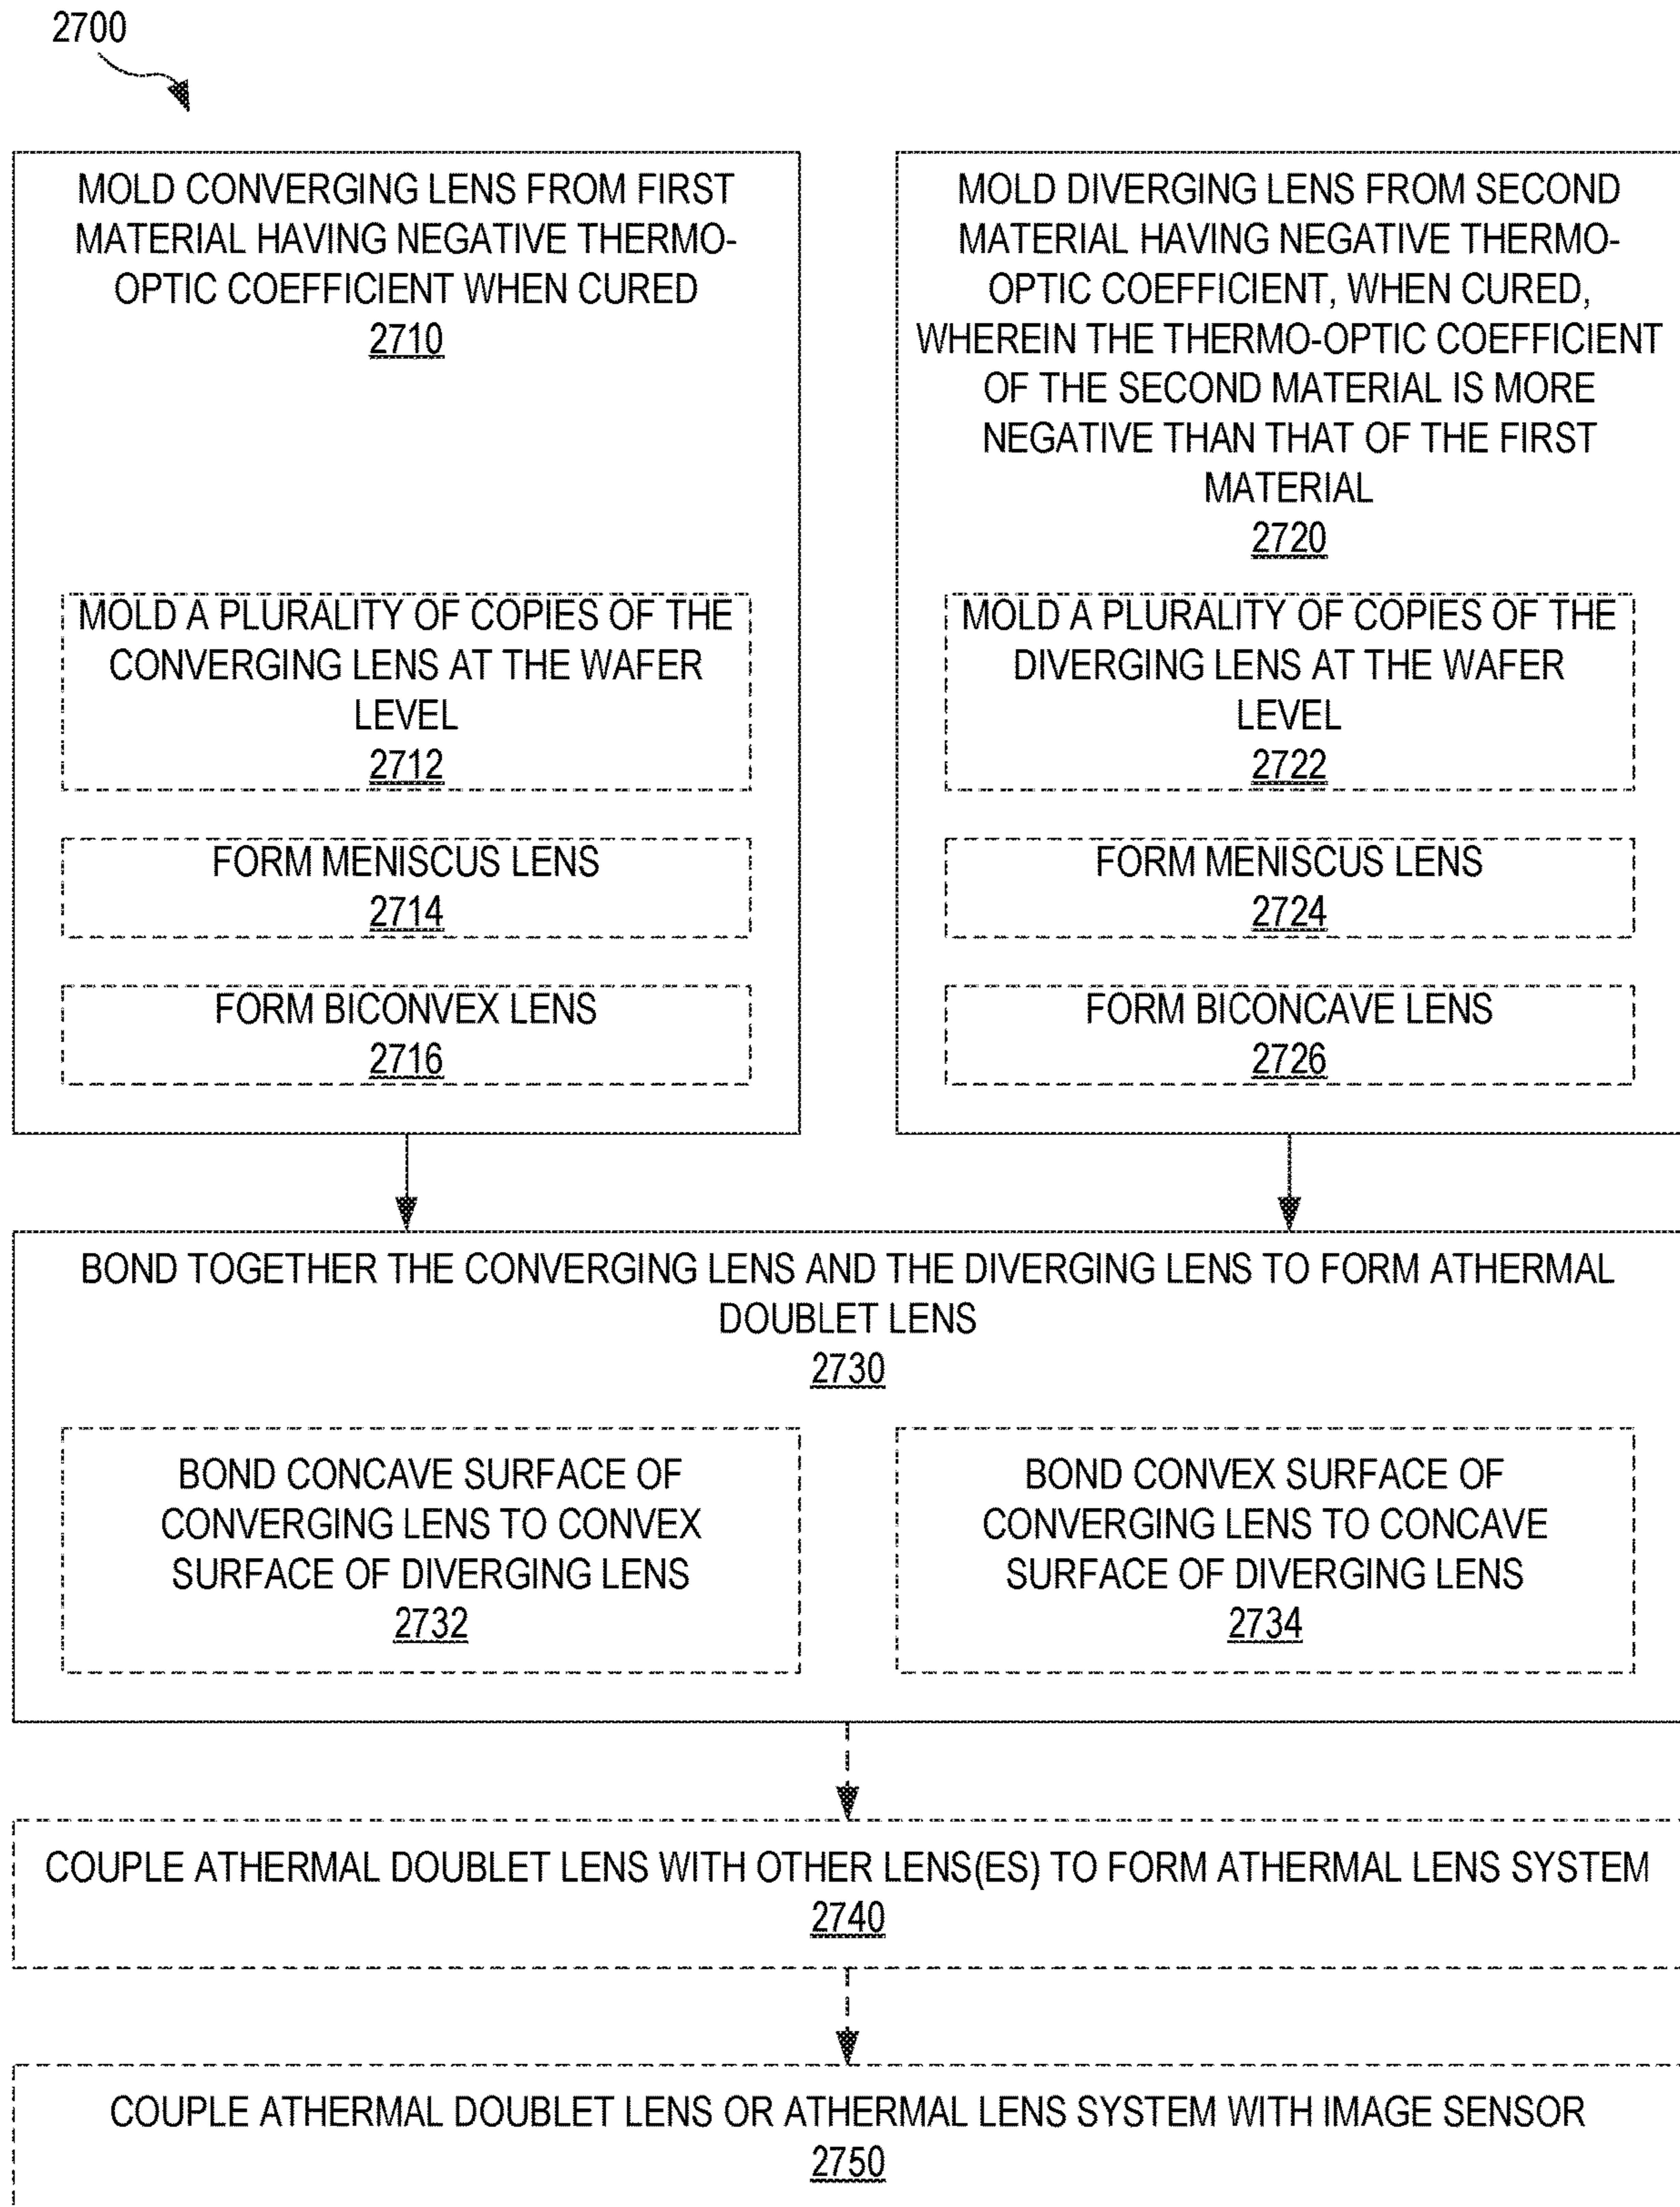 2700
MOLD CONVERGING LENS FROM FIRST
MATERIAL HAVING NEGATIVE THERMO-
OPTIC COEFFICIENT WHEN CURED
2710
MOLD A PLURALITY OF COPIES OF THE
CONVERGING LENS AT THE WAFER
LEVEL
2712
FORM MENISCUS LENS
2714
FORM BICONVEX LENS
2716
MOLD DIVERGING LENS FROM SECOND
MATERIAL HAVING NEGATIVE THERMO-
OPTIC COEFFICIENT, WHEN CURED,
WHEREIN THE THERMO-OPTIC COEFFICIENT
OF THE SECOND MATERIAL IS MORE
NEGATIVE THAN THAT OF THE FIRST
MATERIAL
2720
MOLD A PLURALITY OF COPIES OF THE
DIVERGING LENS AT THE WAFER
LEVEL
2722
FORM MENISCUS LENS
2724
FORM BICONCAVE LENS
2726
BOND TOGETHER THE CONVERGING LENS AND THE DIVERGING LENS TO FORM ATHERMAL
DOUBLET LENS
2730
BOND CONCAVE SURFACE OF
CONVERGING LENS TO CONVEX
SURFACE OF DIVERGING LENS
2732
BOND CONVEX SURFACE OF
CONVERGING LENS TO CONCAVE
SURFACE OF DIVERGING LENS
2734
COUPLE ATHERMAL DOUBLET LENS WITH OTHER LENS(ES) TO FORM ATHERMAL LENS SYSTEM
2740
COUPLE ATHERMAL DOUBLET LENS OR ATHERMAL LENS SYSTEM WITH IMAGE SENSOR
2750